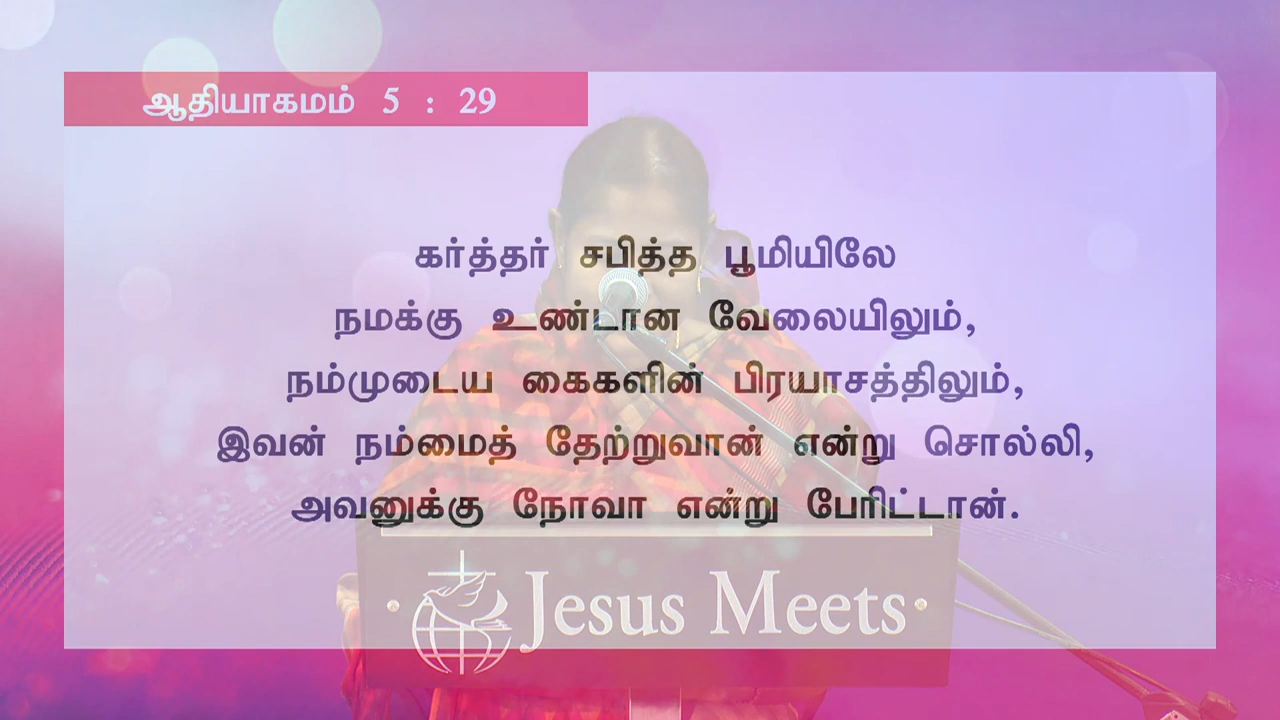 ஆதியாகமம் 5 : 29
கர்த்தர் சபித்த பூமியிலே
நமக்கு உண்டான வேலையிலும்,
நம்முடைய கைகளின் பிரயாசத்திலும்,
இவன் நம்மைத் தேற்றுவான் என்று சொல்லி,
அவனுக்கு நோவா என்று பேரிட்டான்.
Jesus Meets